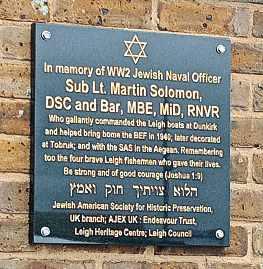 In memory of WW2 Jewish Naval Officer
Sub Lt. Martin Solomon,
DSC and Bar, MBE, MiD, RNVR
Who gallantly commanded the Leigh boats at Dunkirk
and helped bring home the BEF in 1940; later decorated
at Tobruk; and with the SAS in the Aegean. Remembering
too the four brave Leigh fishermen who gave their lives.
Be strong and of good courage (Joshua 1:9)
הלוא צויתיך חזק ואמץ
Jewish American Society for Historic Preservation,
UK branch; AJEX UK : Endeavour Trust,
Leigh Heritage Centre; Leigh Council